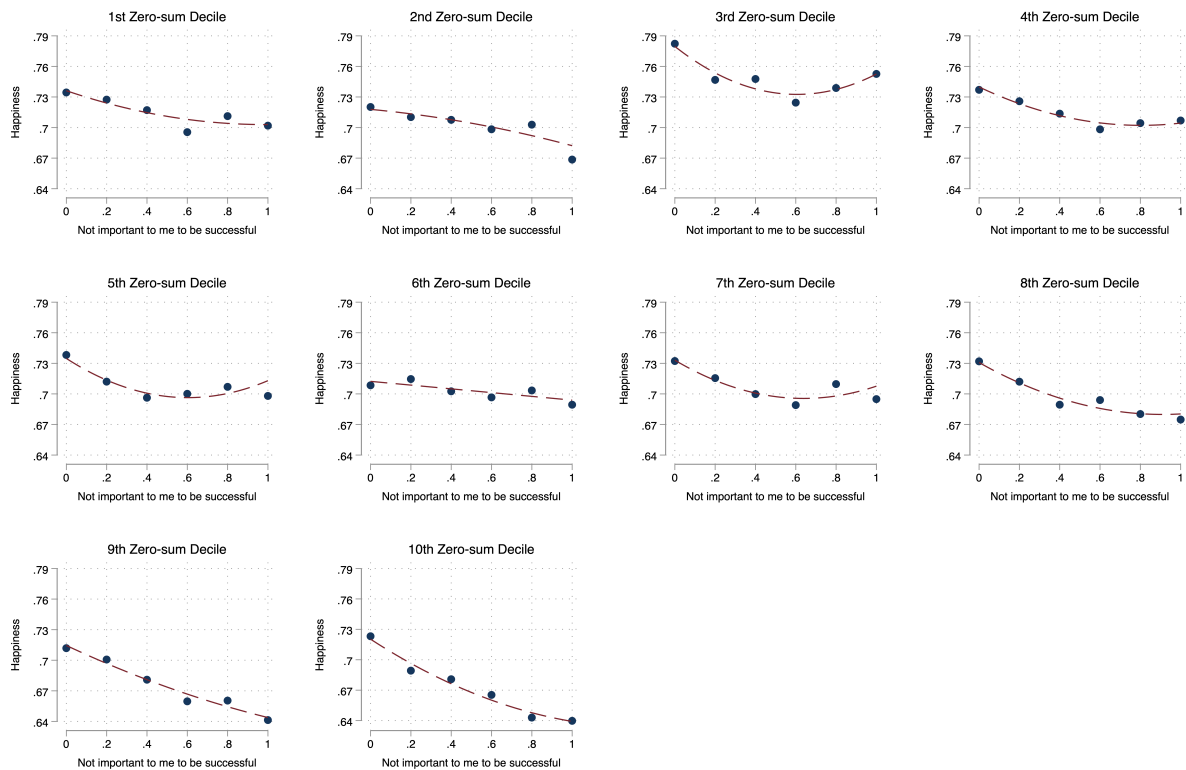 1st Zero-sum Decile
.79
.76
.73
.7
.67
.64
Happiness
0 .2 .4 .6 .8 1
Not important to me to be successful
2nd Zero-sum Decile
.79
.76
.73
.7
.67
.64
Happiness
0 .2 .4 .6 .8 1
Not important to me to be successful
3rd Zero-sum Decile
.79
.76
.73
.7
.67
.64
Happiness
0 .2 .4 .6 .8 1
Not important to me to be successful
4th Zero-sum Decile
.79
.76
.73
.7
.67
.64
Happiness
0 .2 .4 .6 .8 1
Not important to me to be successful
5th Zero-sum Decile
.79
.76
.73
.7
.67
.64
Happiness
0 .2 .4 .6 .8 1
Not important to me to be successful
6th Zero-sum Decile
.79
.76
.73
.7
.67
.64
Happiness
0 .2 .4 .6 .8 1
Not important to me to be successful
7th Zero-sum Decile
.79
.76
.73
.7
.67
.64
Happiness
0 .2 .4 .6 .8 1
Not important to me to be successful
8th Zero-sum Decile
.79
.76
.73
.7
.67
.64
Happiness
0 .2 .4 .6 .8 1
Not important to me to be successful
9th Zero-sum Decile
.79
.76
.73
.7
.67
.64
Happiness
0 .2 .4 .6 .8 1
Not important to me to be successful
10th Zero-sum Decile
.79
.76
.73
.7
.67
.64
Happiness
0 .2 .4 .6 .8 1
Not important to me to be successful